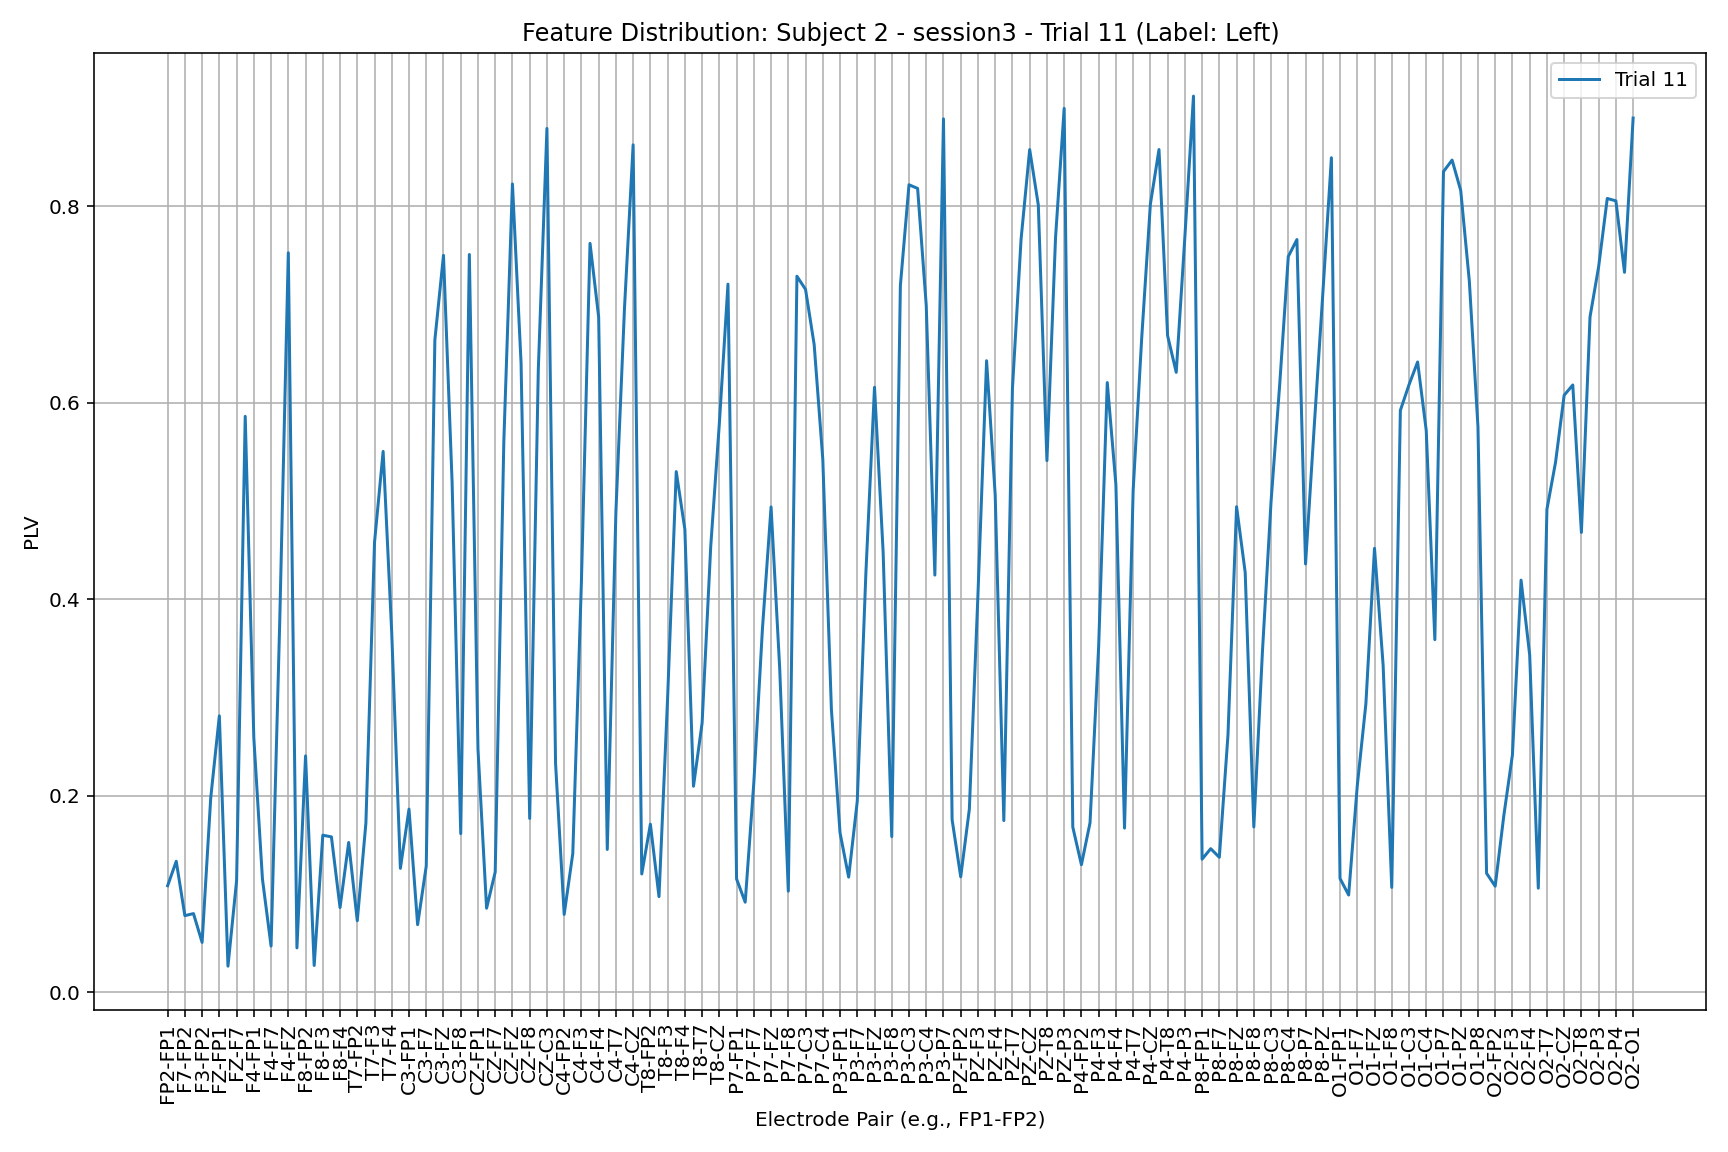 Feature Distribution: Subject 2 - session3 - Trial 11 (Label: Left)
Trial 11
PLV
0.8
0.6
0.4
0.2
0.0
FP2-FP1
F7-FP2
F3-FP2
FZ-FP1
FZ-F7
F4-FP1
F4-F7
F4-FZ
F8-FP2
F8-F3
F8-F4
T7-FP2
T7-F3
T7-F4
C3-FP1
C3-F7
C3-FZ
C3-F8
CZ-FP1
CZ-F7
CZ-FZ
CZ-F8
CZ-C3
C4-FP2
C4-F3
C4-F4
C4-T7
C4-CZ
T8-FP2
T8-F3
T8-F4
T8-T7
T8-CZ
P7-FP1
P7-F7
P7-FZ
P7-F8
P7-C3
P7-C4
P3-FP1
P3-F7
P3-FZ
P3-F8
P3-C3
P3-C4
P3-P7
PZ-FP2
PZ-F3
PZ-F4
PZ-T7
PZ-CZ
PZ-T8
PZ-P3
P4-FP2
P4-F3
P4-F4
P4-T7
P4-CZ
P4-T8
P4-P3
P8-FP1
P8-F7
P8-FZ
P8-F8
P8-C3
P8-C4
P8-P7
P8-PZ
O1-FP1
O1-F7
O1-FZ
O1-F8
O1-C3
O1-C4
O1-P7
O1-PZ
O1-P8
O2-FP2
O2-F3
O2-F4
O2-T7
O2-CZ
O2-T8
O2-P3
O2-P4
O2-O1
Electrode Pair (e.g., FP1-FP2)